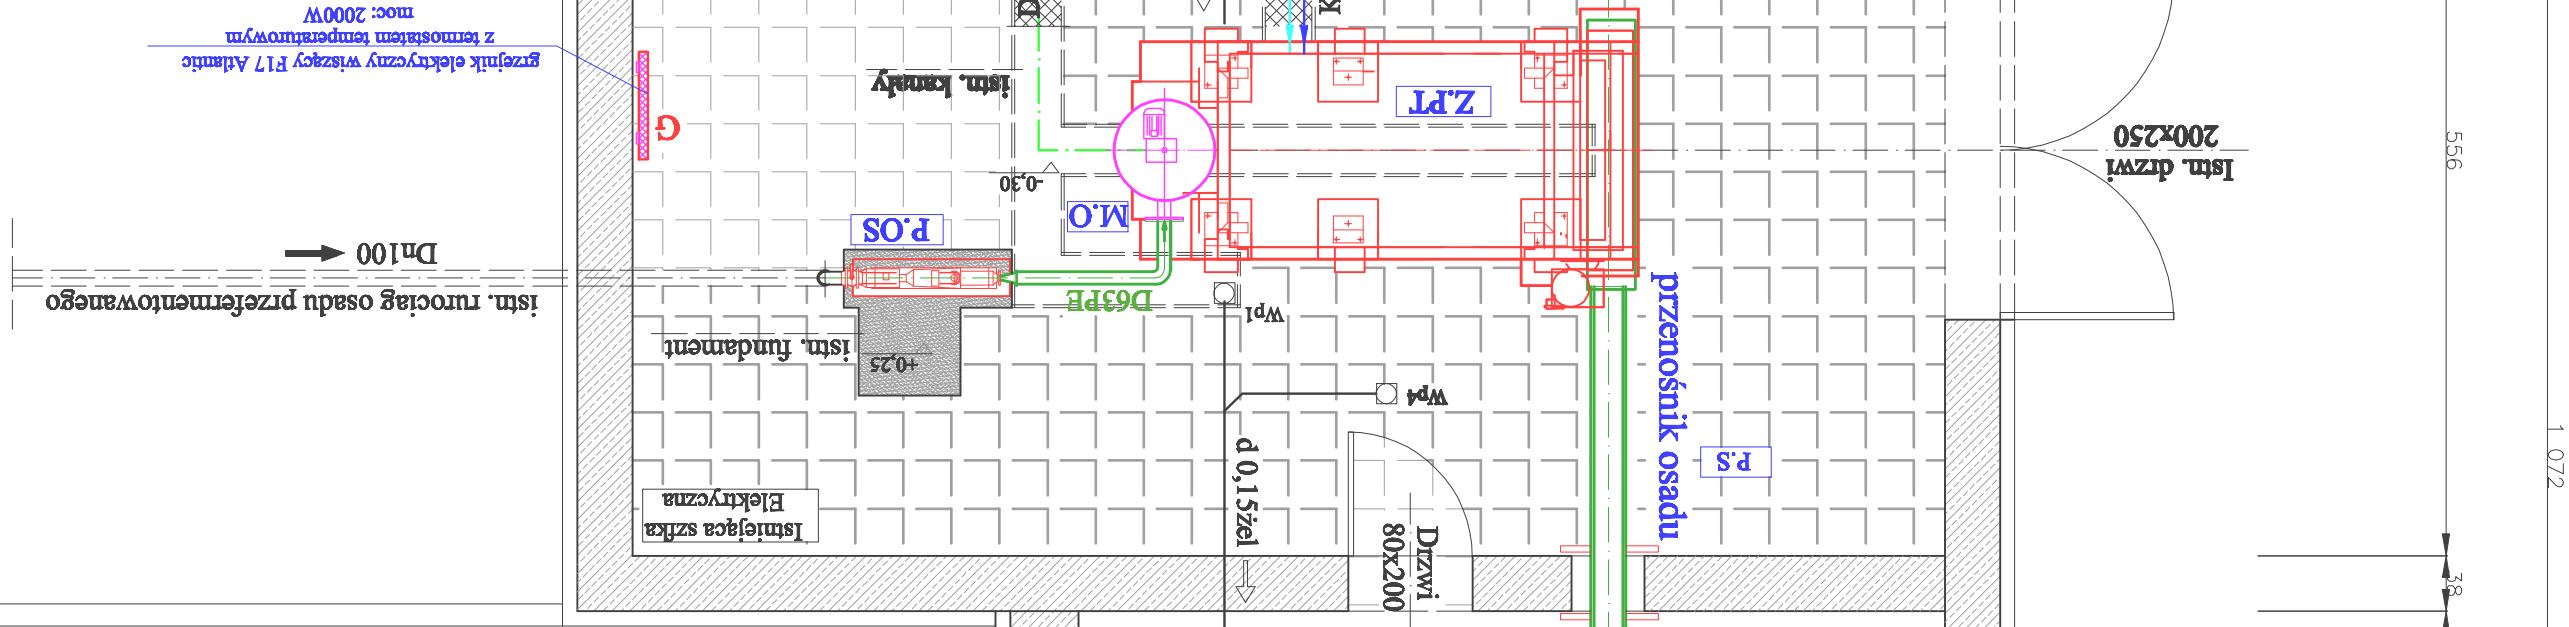 grzejnik elektryczny wiszący F17 Atlantic
z termostatem temperaturowym
moc: 2000W
G
istn. kanały
D
K
Z.PT
Istn. drzwi
200x250
556
1 072
38
-0,30
M.O
P.OS
Dn100
istn. rurociąg osadu przefermentowanego
D63PE
Wp1
istn. fundament
+0,25
Wp4
przenośnik osadu
P.S
d 0,15żel
Drzwi
80x200
Istniejąca szfka
Elektryczna